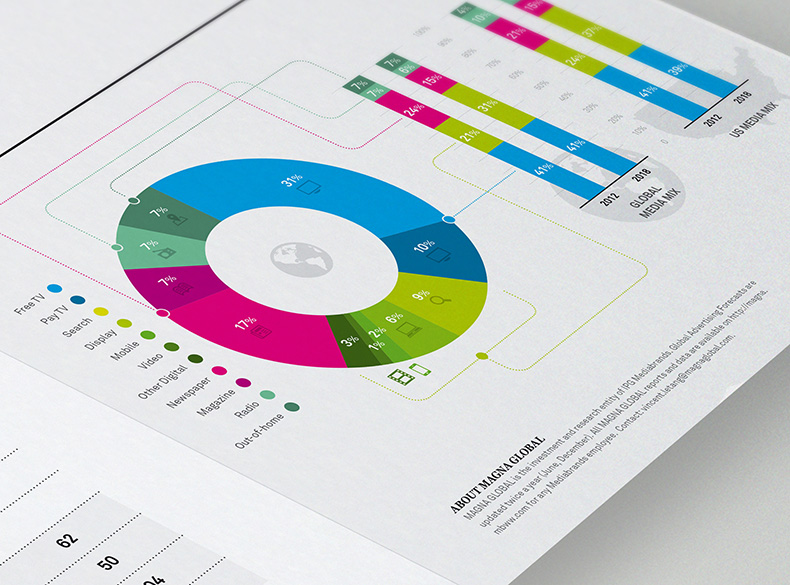 4%
10%
21%
24%
41%
15%
37%
39%
2012
2018
US MEDIA MIX
100%
90%
80%
70%
60%
50%
40%
30%
20%
10%
0
7%
7%
24%
21%
41%
7%
6%
15%
31%
41%
2012
2018
GLOBAL
MEDIA MIX
31%
10%
9%
6%
2%
1%
3%
17%
7%
7%
7%
Free TV
Pay TV
Search
Display
Mobile
Video
Other Digital
Newspaper
Magazine
Radio
Out-of-home
ABOUT MAGNA GLOBAL
MAGNA GLOBAL is the investment and research entity of IPG Mediabrands. Global Advertising Forecasts are
updated twice a year (June, December). All MAGNA GLOBAL reports and data are available on http://magna.
mbww.com for any Mediabrands employee. Contact: vincent.letang@magnaglobal.com.
62
50